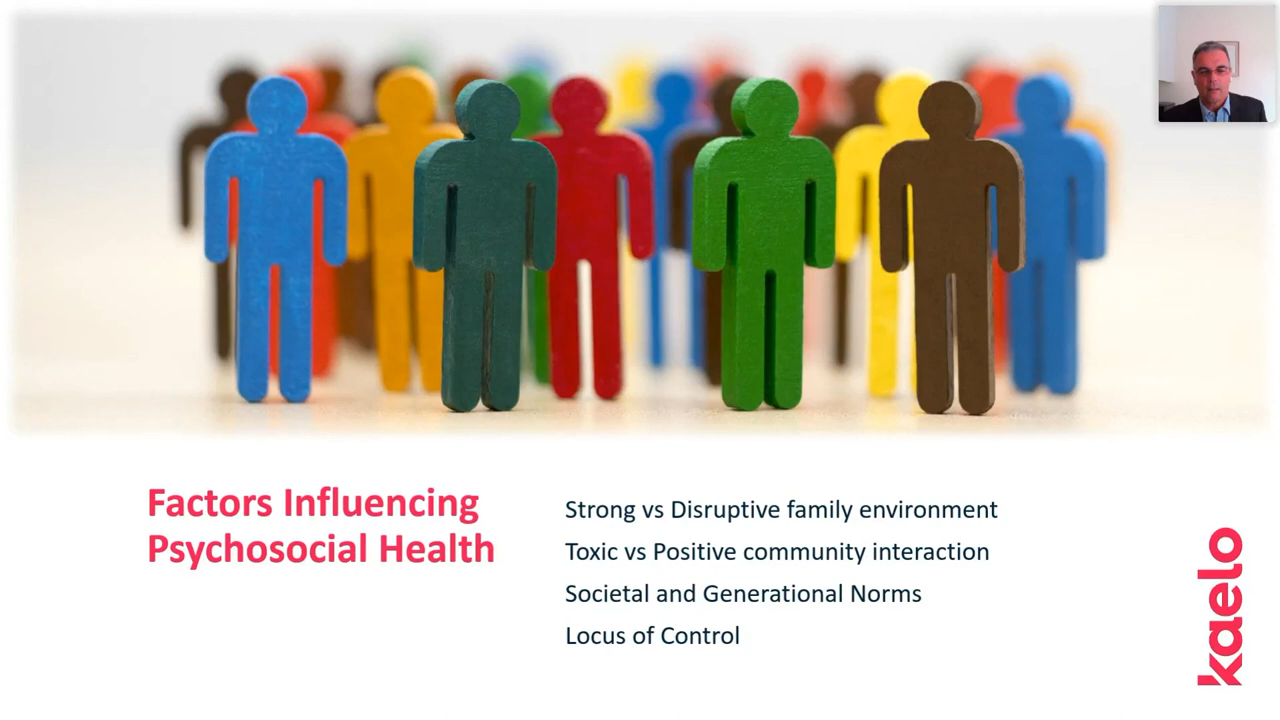 Factors Influencing
Psychosocial Health
Strong vs Disruptive family environment
Toxic vs Positive community interaction
Societal and Generational Norms
Locus of Control
kaelo